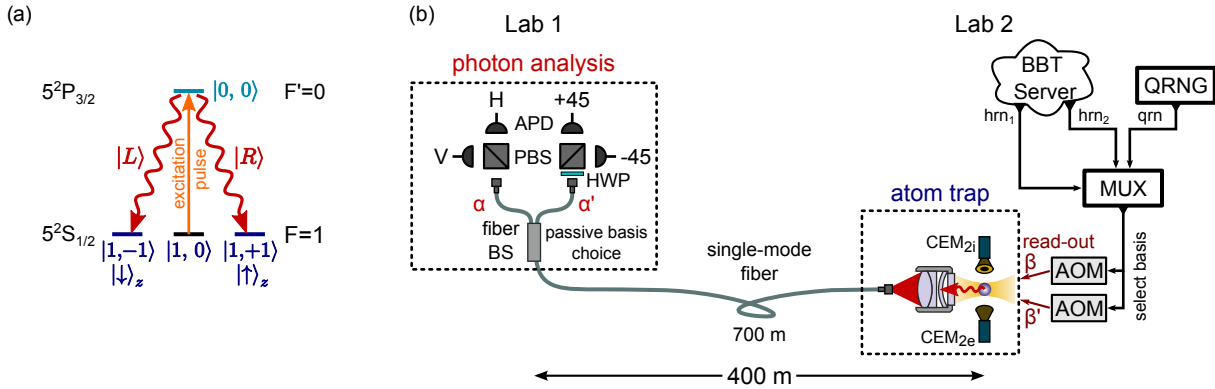 (a)
5²P₃/₂
|0, 0⟩
F'=0
|L⟩
excitation
pulse
|R⟩
5²S₁/₂
F=1
|1,−1⟩
|1, 0⟩
|1,+1⟩
|↓⟩z
|↑⟩z
(b)
Lab 1
photon analysis
H
+45
APD
V
PBS
-45
HWP
α
α'
fiber
BS
passive basis
choice
single-mode
fiber
700 m
400 m
Lab 2
BBT
Server
QRNG
hrn₁
hrn₂
qrn
MUX
atom trap
CEM₂ᵢ
CEM₂ₑ
read-out
β
β'
AOM
AOM
select basis